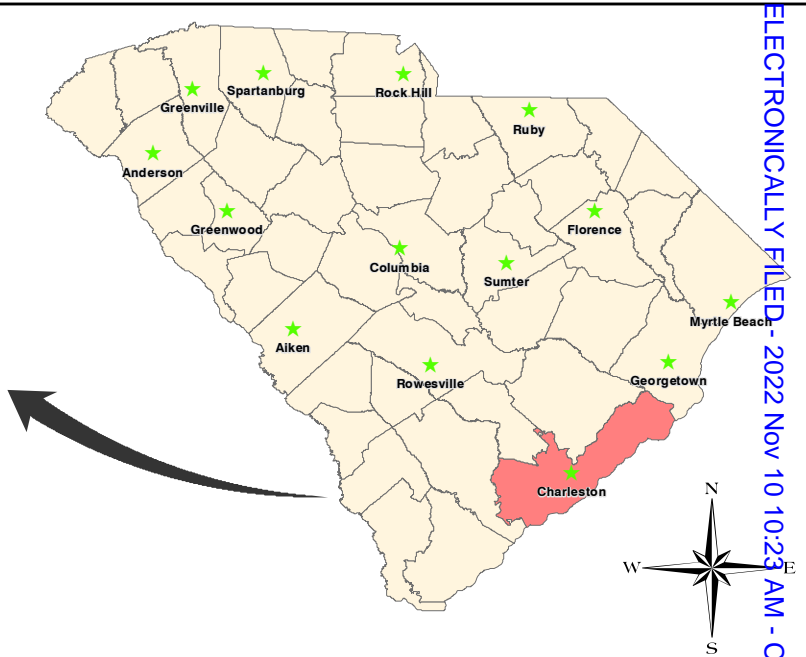 Spartanburg
Rock Hill
Greenville
Ruby
Anderson
Greenwood
Florence
Columbia
Sumter
Myrtle Beach
Aiken
Rowesville
Georgetown
Charleston
N
W
E
S
ELECTRONICALLY FILED - 2022 Nov 10 10:23 AM - C